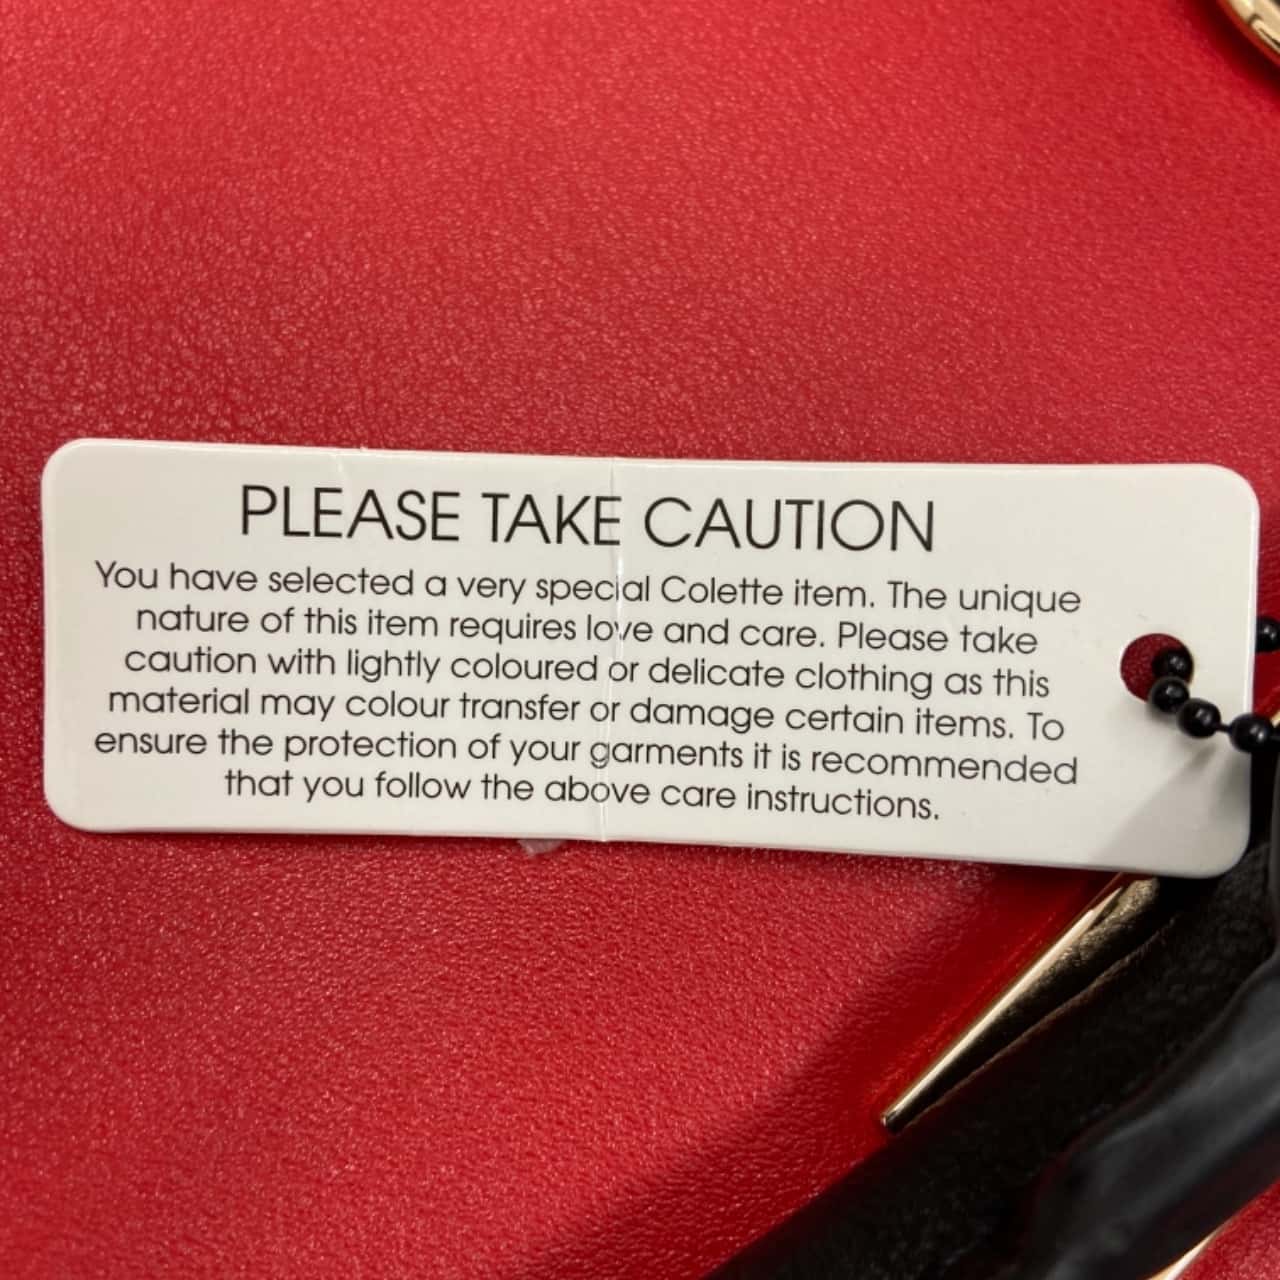 PLEASE TAKE CAUTION
You have selected a very special Colette item. The unique
nature of this item requires love and care. Please take
caution with lightly coloured or delicate clothing as this
material may colour transfer or damage certain items. To
ensure the protection of your garments it is recommended
that you follow the above care instructions.